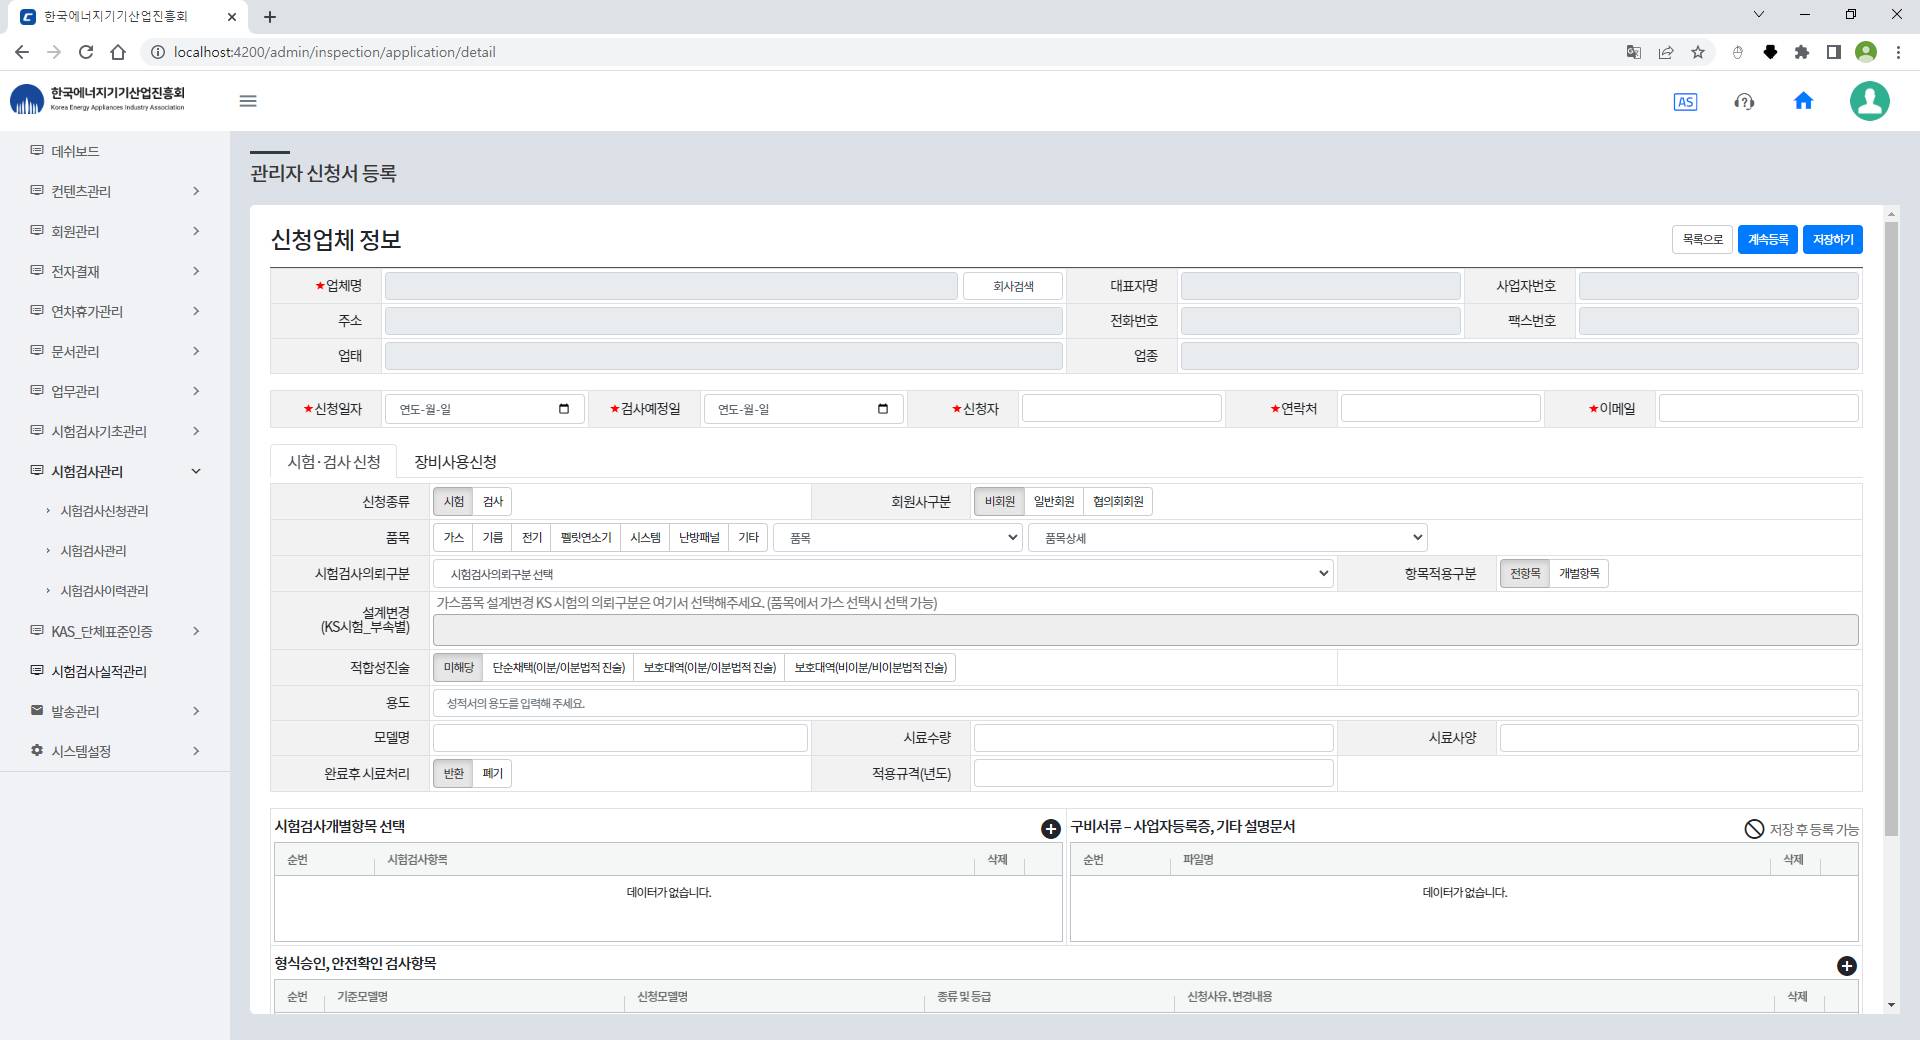 한국에너지기기산업진흥회
localhost:4200/admin/inspection/application/detail
한국에너지기기산업진흥회
Korea Energy Appliances Industry Association
AS
데쉬보드
컨텐츠관리
회원관리
전자결재
연차휴가관리
문서관리
업무관리
시험검사기초관리
시험검사관리
시험검사신청관리
시험검사관리
시험검사이력관리
KAS_단체표준인증
시험검사실적관리
발송관리
시스템설정
관리자 신청서 등록
신청업체 정보
목록으로 계속등록 저장하기
★업체명 회사검색 대표자명 사업자번호
주소 전화번호 팩스번호
업태 업종
★신청일자 연도-월-일 ★검사예정일 연도-월-일 ★신청자 ★연락처 ★이메일
시험·검사 신청 장비사용신청
신청종류 시험 검사 회원사구분 비회원 일반회원 협의회회원
품목 가스 기름 전기 펠릿연소기 시스템 난방패널 기타 품목 품목상세
시험검사의뢰구분 시험검사의뢰구분 선택 항목적용구분 전항목 개별항목
설계변경
(KS시험_부속별)
가스품목 설계변경 KS 시험의 의뢰구분은 여기서 선택해주세요. (품목에서 가스 선택시 선택 가능)
적합성진술 미해당 단순채택(이분/이분법적 진술) 보호대역(이분/이분법적 진술) 보호대역(비이분/비이분법적 진술)
용도 성적서의 용도를 입력해 주세요.
모델명 시료수량 시료사양
완료후 시료처리 반환 폐기 적용규격(년도)
시험검사개별항목 선택
순번 시험검사항목 삭제
데이터가 없습니다.
구비서류 – 사업자등록증, 기타 설명문서 저장 후 등록 가능
순번 파일명 삭제
데이터가 없습니다.
형식승인, 안전확인 검사항목
순번 기준모델명 신청모델명 종류 및 등급 신청사유, 변경내용 삭제